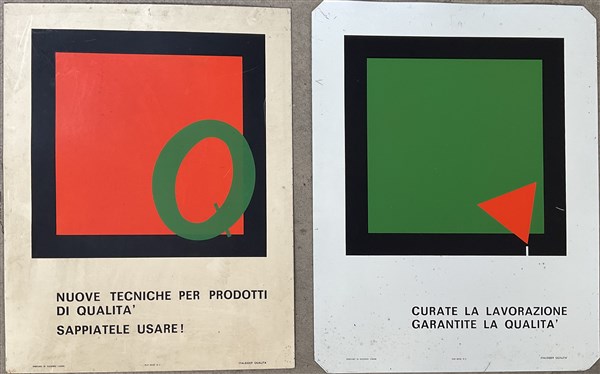 Q
NUOVE TECNICHE PER PRODOTTI
DI QUALITA'
SAPPIATELE USARE!
CURATE LA LAVORAZIONE
GARANTITE LA QUALITA'